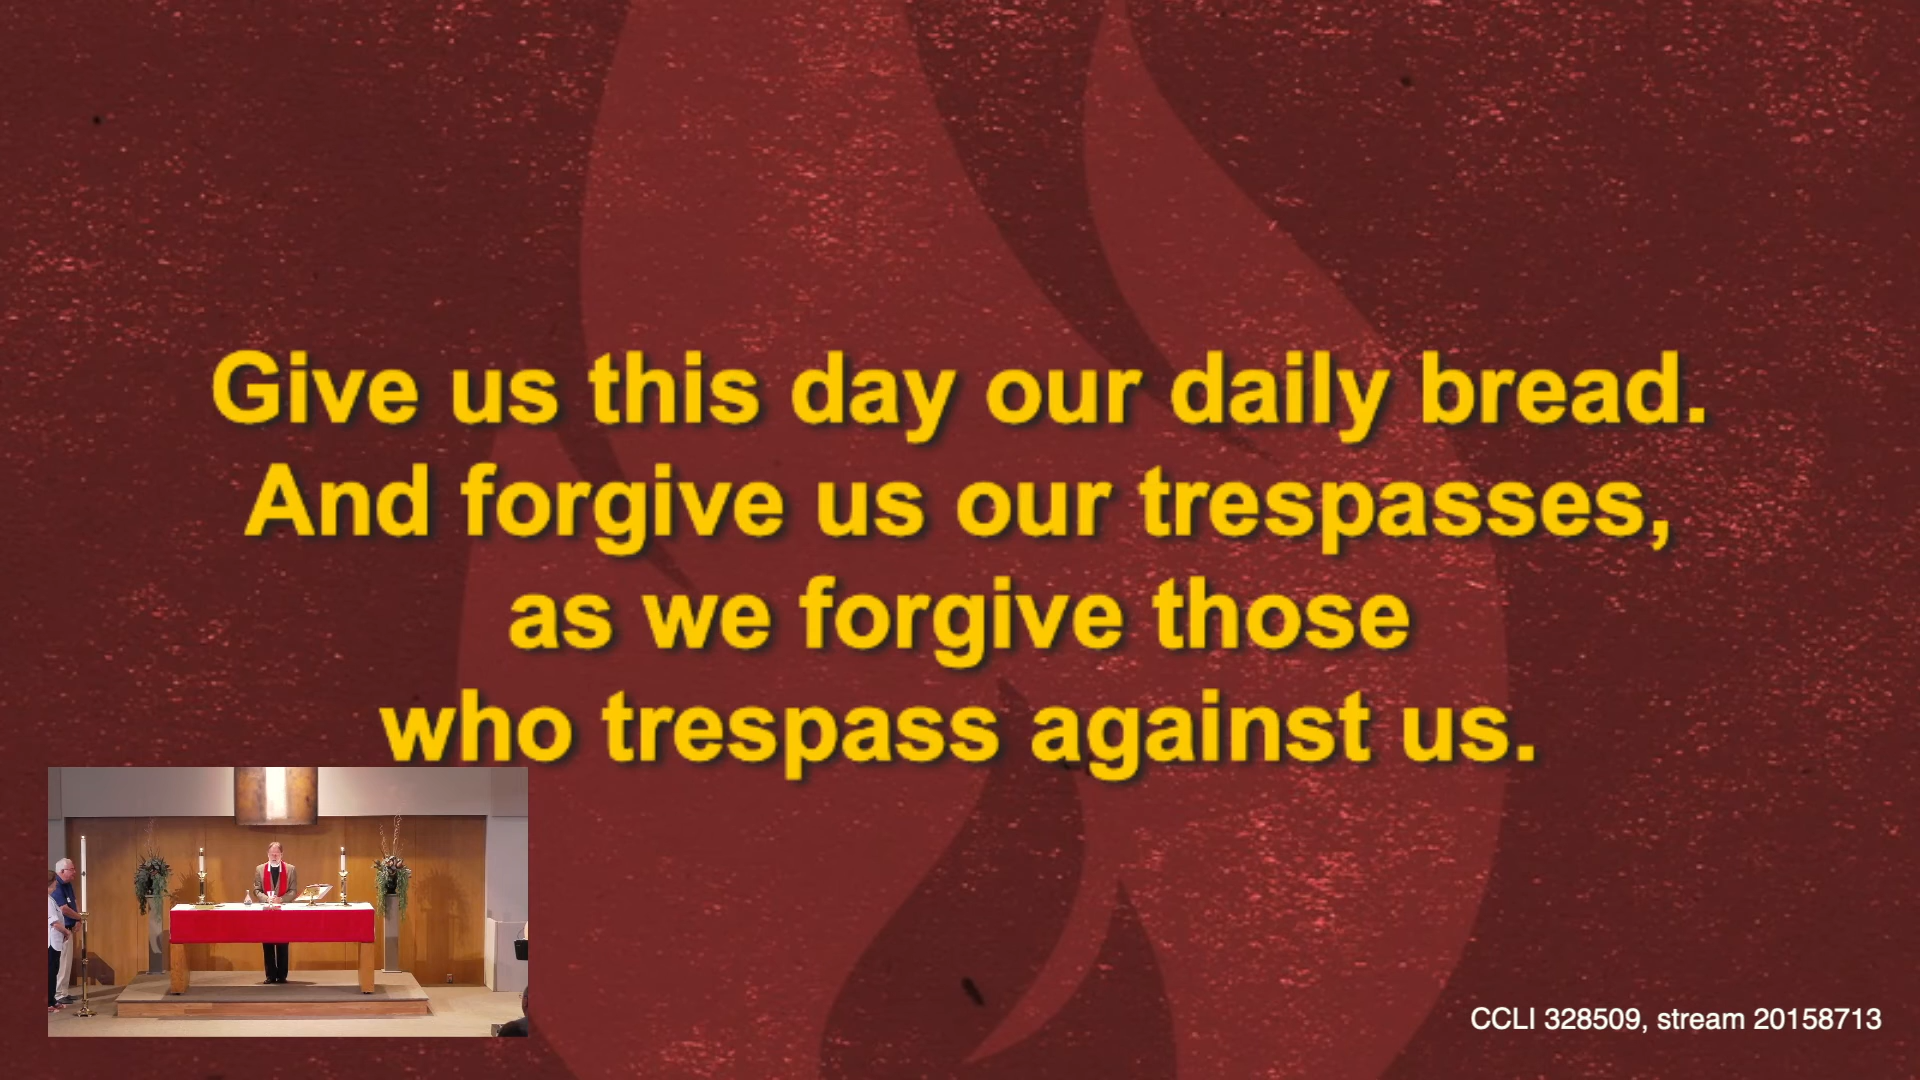 Give us this day our daily bread.
And forgive us our trespasses,
as we forgive those
who trespass against us.
CCLI 328509, stream 20158713